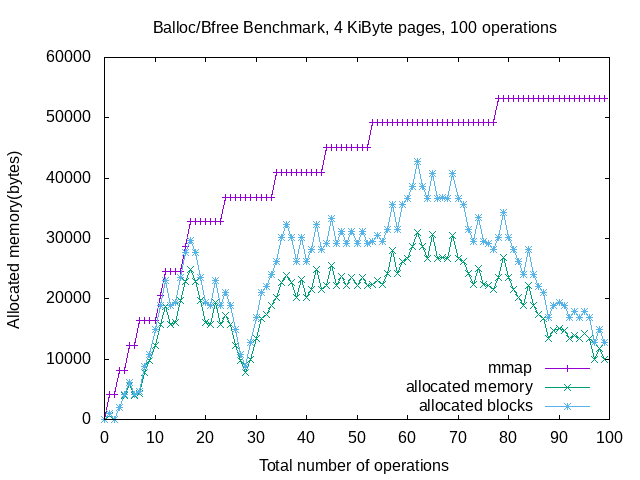 Balloc/Bfree Benchmark, 4 KiByte pages, 100 operations
60000
50000
40000
30000
20000
10000
0
Allocated memory(bytes)
mmap
allocated memory
allocated blocks
0 10 20 30 40 50 60 70 80 90 100
Total number of operations